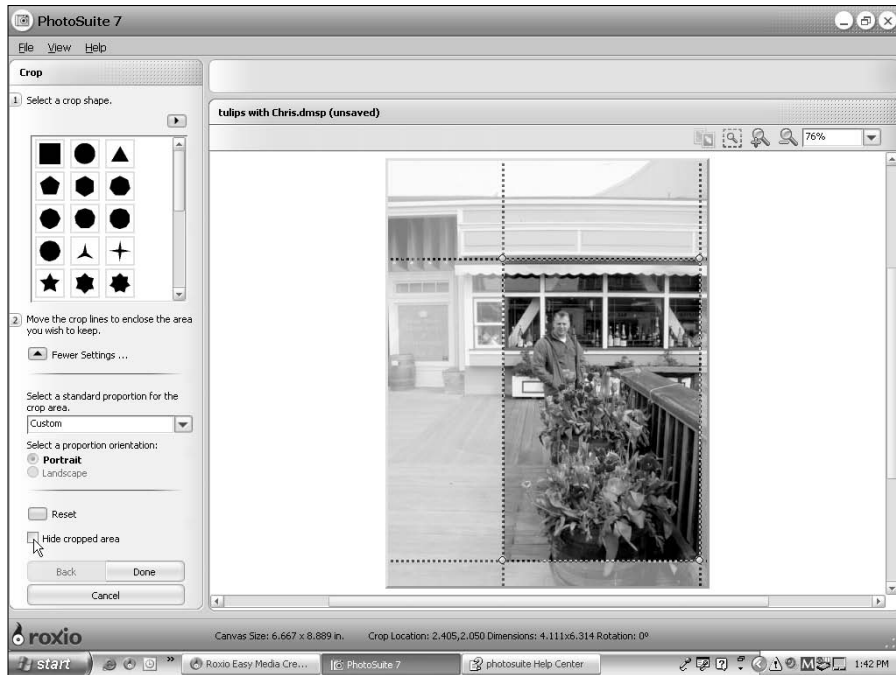 PhotoSuite 7
File View Help
Crop
1 Select a crop shape.
2 Move the crop lines to enclose the area
you wish to keep.
Fewer Settings ...
Select a standard proportion for the
crop area.
Custom
Select a proportion orientation:
Portrait
Landscape
Reset
Hide cropped area
Back Done
Cancel
tulips with Chris.dmsp (unsaved)
76%
roxio
Canvas Size: 6.667 x 8.889 in. Crop Location: 2.405,2.050 Dimensions: 4.111x6.314 Rotation: 0°
start » Roxio Easy Media Cre... PhotoSuite 7 photosuite Help Center 1:42 PM